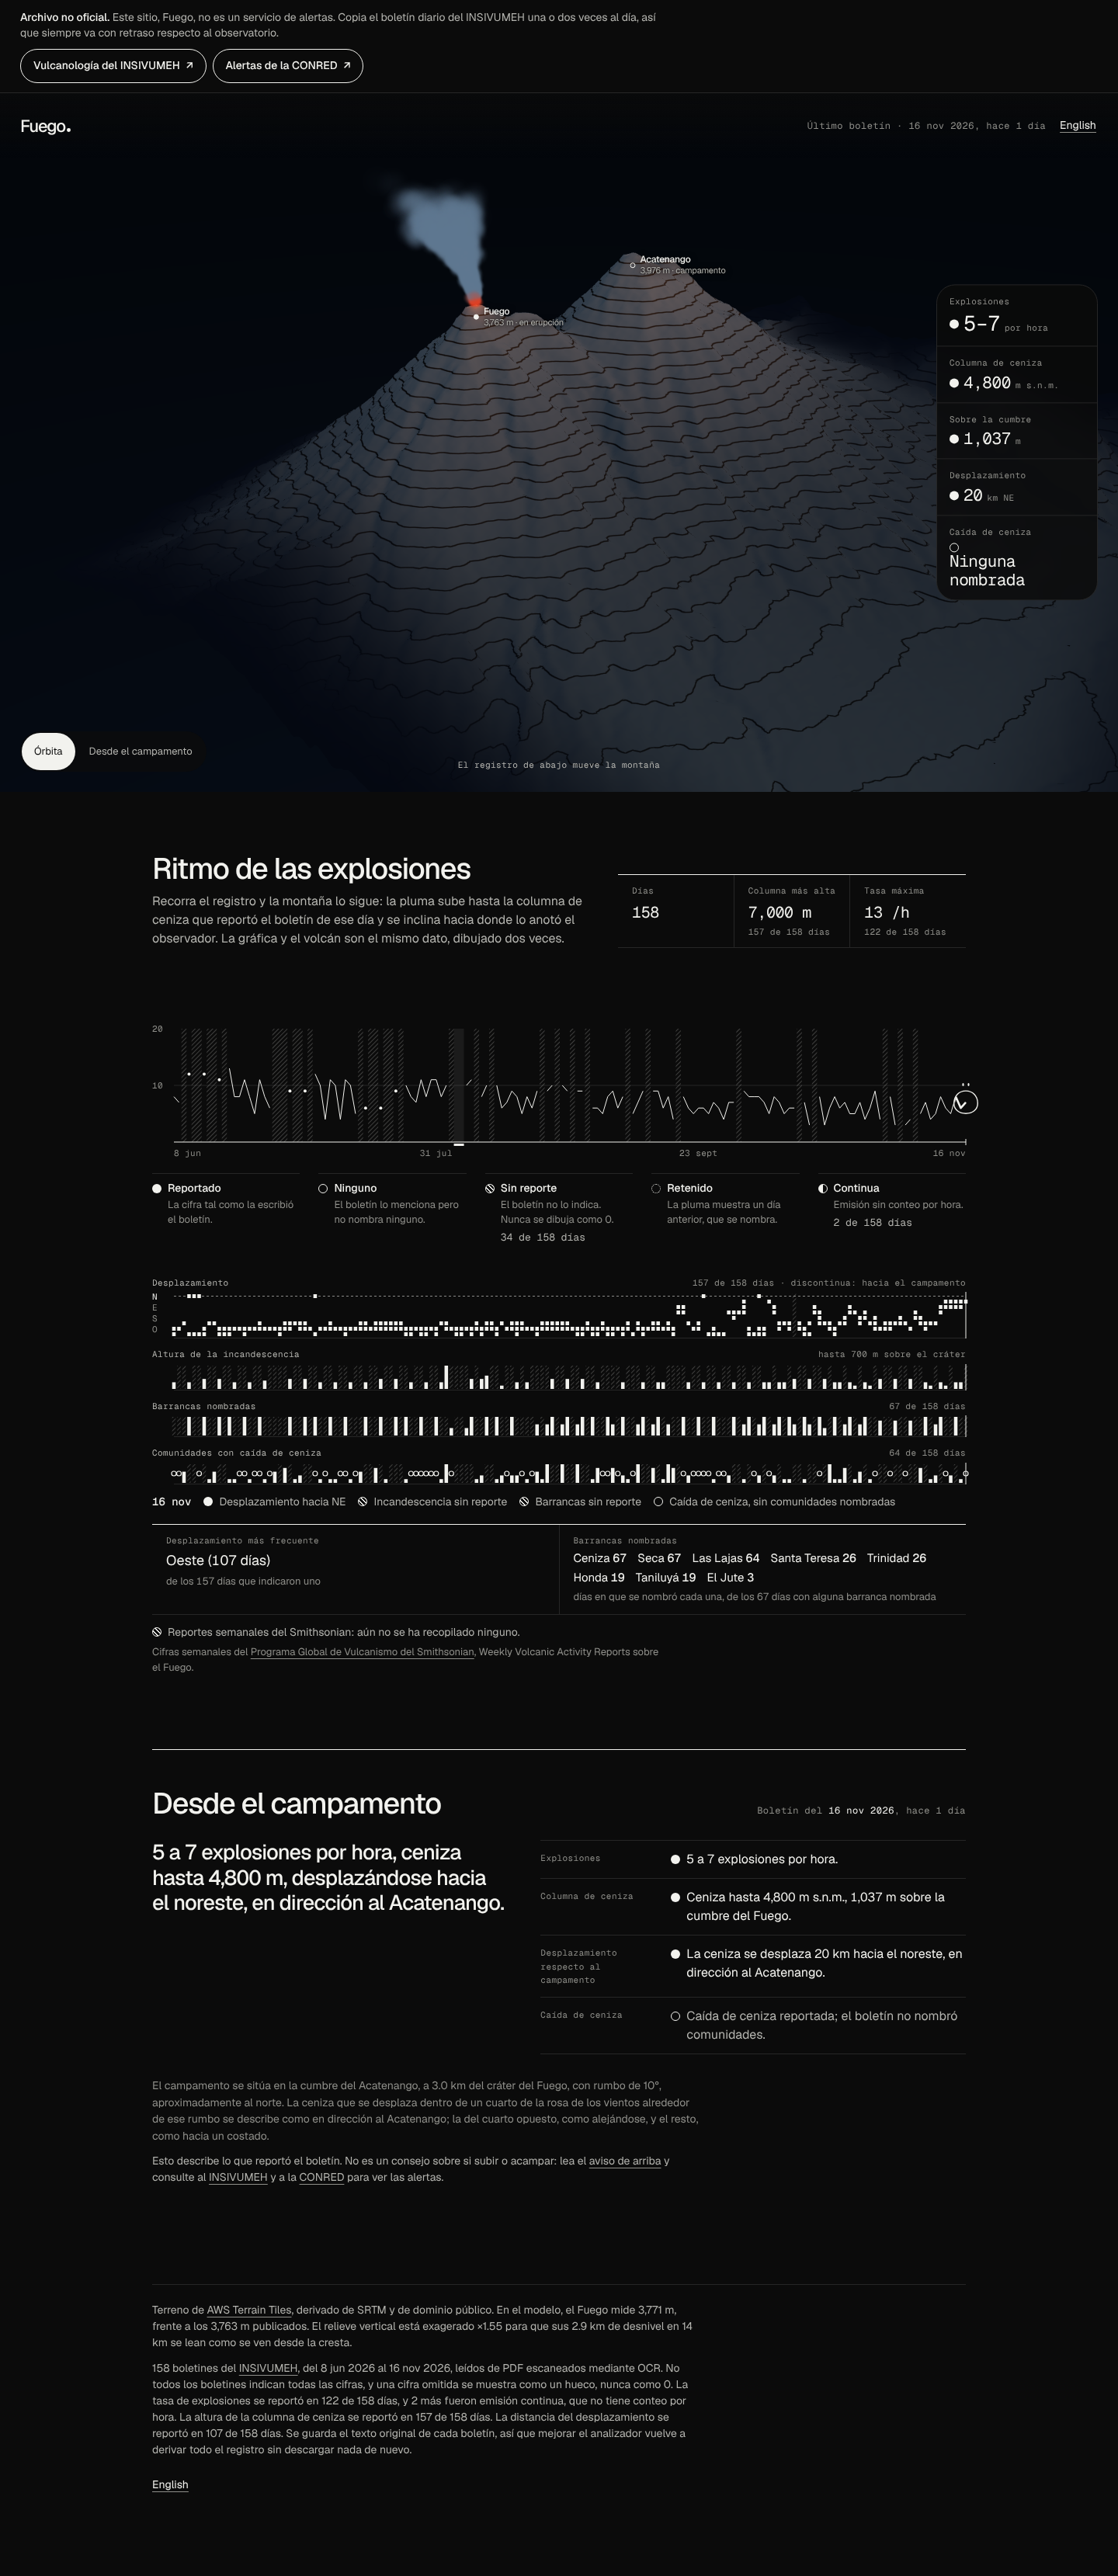 Archivo no oficial. Este sitio, Fuego, no es un servicio de alertas. Copia el boletín diario del INSIVUMEH una o dos veces al día, así
que siempre va con retraso respecto al observatorio.
Vulcanología del INSIVUMEH ↗
Alertas de la CONRED ↗
Fuego.
Último boletín · 16 nov 2026, hace 1 día
English
Acatenango
3,976 m · campamento
Fuego
3,763 m · en erupción
Explosiones
5–7 por hora
Columna de ceniza
4,800 m s.n.m.
Sobre la cumbre
1,037 m
Desplazamiento
20 km NE
Caída de ceniza
Ninguna
nombrada
Órbita
Desde el campamento
El registro de abajo mueve la montaña
Ritmo de las explosiones
Recorra el registro y la montaña lo sigue: la pluma sube hasta la columna de
ceniza que reportó el boletín de ese día y se inclina hacia donde lo anotó el
observador. La gráfica y el volcán son el mismo dato, dibujado dos veces.
Días
158
Columna más alta
7,000 m
157 de 158 días
Tasa máxima
13 /h
122 de 158 días
20
10
8 jun
31 jul
23 sept
16 nov
Reportado
La cifra tal como la escribió
el boletín.
Ninguno
El boletín lo menciona pero
no nombra ninguno.
Sin reporte
El boletín no lo indica.
Nunca se dibuja como 0.
34 de 158 días
Retenido
La pluma muestra un día
anterior, que se nombra.
Continua
Emisión sin conteo por hora.
2 de 158 días
Desplazamiento
157 de 158 días · discontinua: hacia el campamento
N
E
S
O
Altura de la incandescencia
hasta 700 m sobre el cráter
Barrancas nombradas
67 de 158 días
Comunidades con caída de ceniza
64 de 158 días
16 nov
Desplazamiento hacia NE
Incandescencia sin reporte
Barrancas sin reporte
Caída de ceniza, sin comunidades nombradas
Desplazamiento más frecuente
Oeste (107 días)
de los 157 días que indicaron uno
Barrancas nombradas
Ceniza 67 Seca 67 Las Lajas 64 Santa Teresa 26 Trinidad 26
Honda 19 Taniluyá 19 El Jute 3
días en que se nombró cada una, de los 67 días con alguna barranca nombrada
Reportes semanales del Smithsonian: aún no se ha recopilado ninguno.
Cifras semanales del Programa Global de Vulcanismo del Smithsonian, Weekly Volcanic Activity Reports sobre
el Fuego.
Desde el campamento
Boletín del 16 nov 2026, hace 1 día
5 a 7 explosiones por hora, ceniza
hasta 4,800 m, desplazándose hacia
el noreste, en dirección al Acatenango.
Explosiones
5 a 7 explosiones por hora.
Columna de ceniza
Ceniza hasta 4,800 m s.n.m., 1,037 m sobre la
cumbre del Fuego.
Desplazamiento
respecto al
campamento
La ceniza se desplaza 20 km hacia el noreste, en
dirección al Acatenango.
Caída de ceniza
Caída de ceniza reportada; el boletín no nombró
comunidades.
El campamento se sitúa en la cumbre del Acatenango, a 3.0 km del cráter del Fuego, con rumbo de 10°,
aproximadamente al norte. La ceniza que se desplaza dentro de un cuarto de la rosa de los vientos alrededor
de ese rumbo se describe como en dirección al Acatenango; la del cuarto opuesto, como alejándose, y el resto,
como hacia un costado.
Esto describe lo que reportó el boletín. No es un consejo sobre si subir o acampar: lea el aviso de arriba y
consulte al INSIVUMEH y a la CONRED para ver las alertas.
Terreno de AWS Terrain Tiles, derivado de SRTM y de dominio público. En el modelo, el Fuego mide 3,771 m,
frente a los 3,763 m publicados. El relieve vertical está exagerado ×1.55 para que sus 2.9 km de desnivel en 14
km se lean como se ven desde la cresta.
158 boletines del INSIVUMEH, del 8 jun 2026 al 16 nov 2026, leídos de PDF escaneados mediante OCR. No
todos los boletines indican todas las cifras, y una cifra omitida se muestra como un hueco, nunca como 0. La
tasa de explosiones se reportó en 122 de 158 días, y 2 más fueron emisión continua, que no tiene conteo por
hora. La altura de la columna de ceniza se reportó en 157 de 158 días. La distancia del desplazamiento se
reportó en 107 de 158 días. Se guarda el texto original de cada boletín, así que mejorar el analizador vuelve a
derivar todo el registro sin descargar nada de nuevo.
English